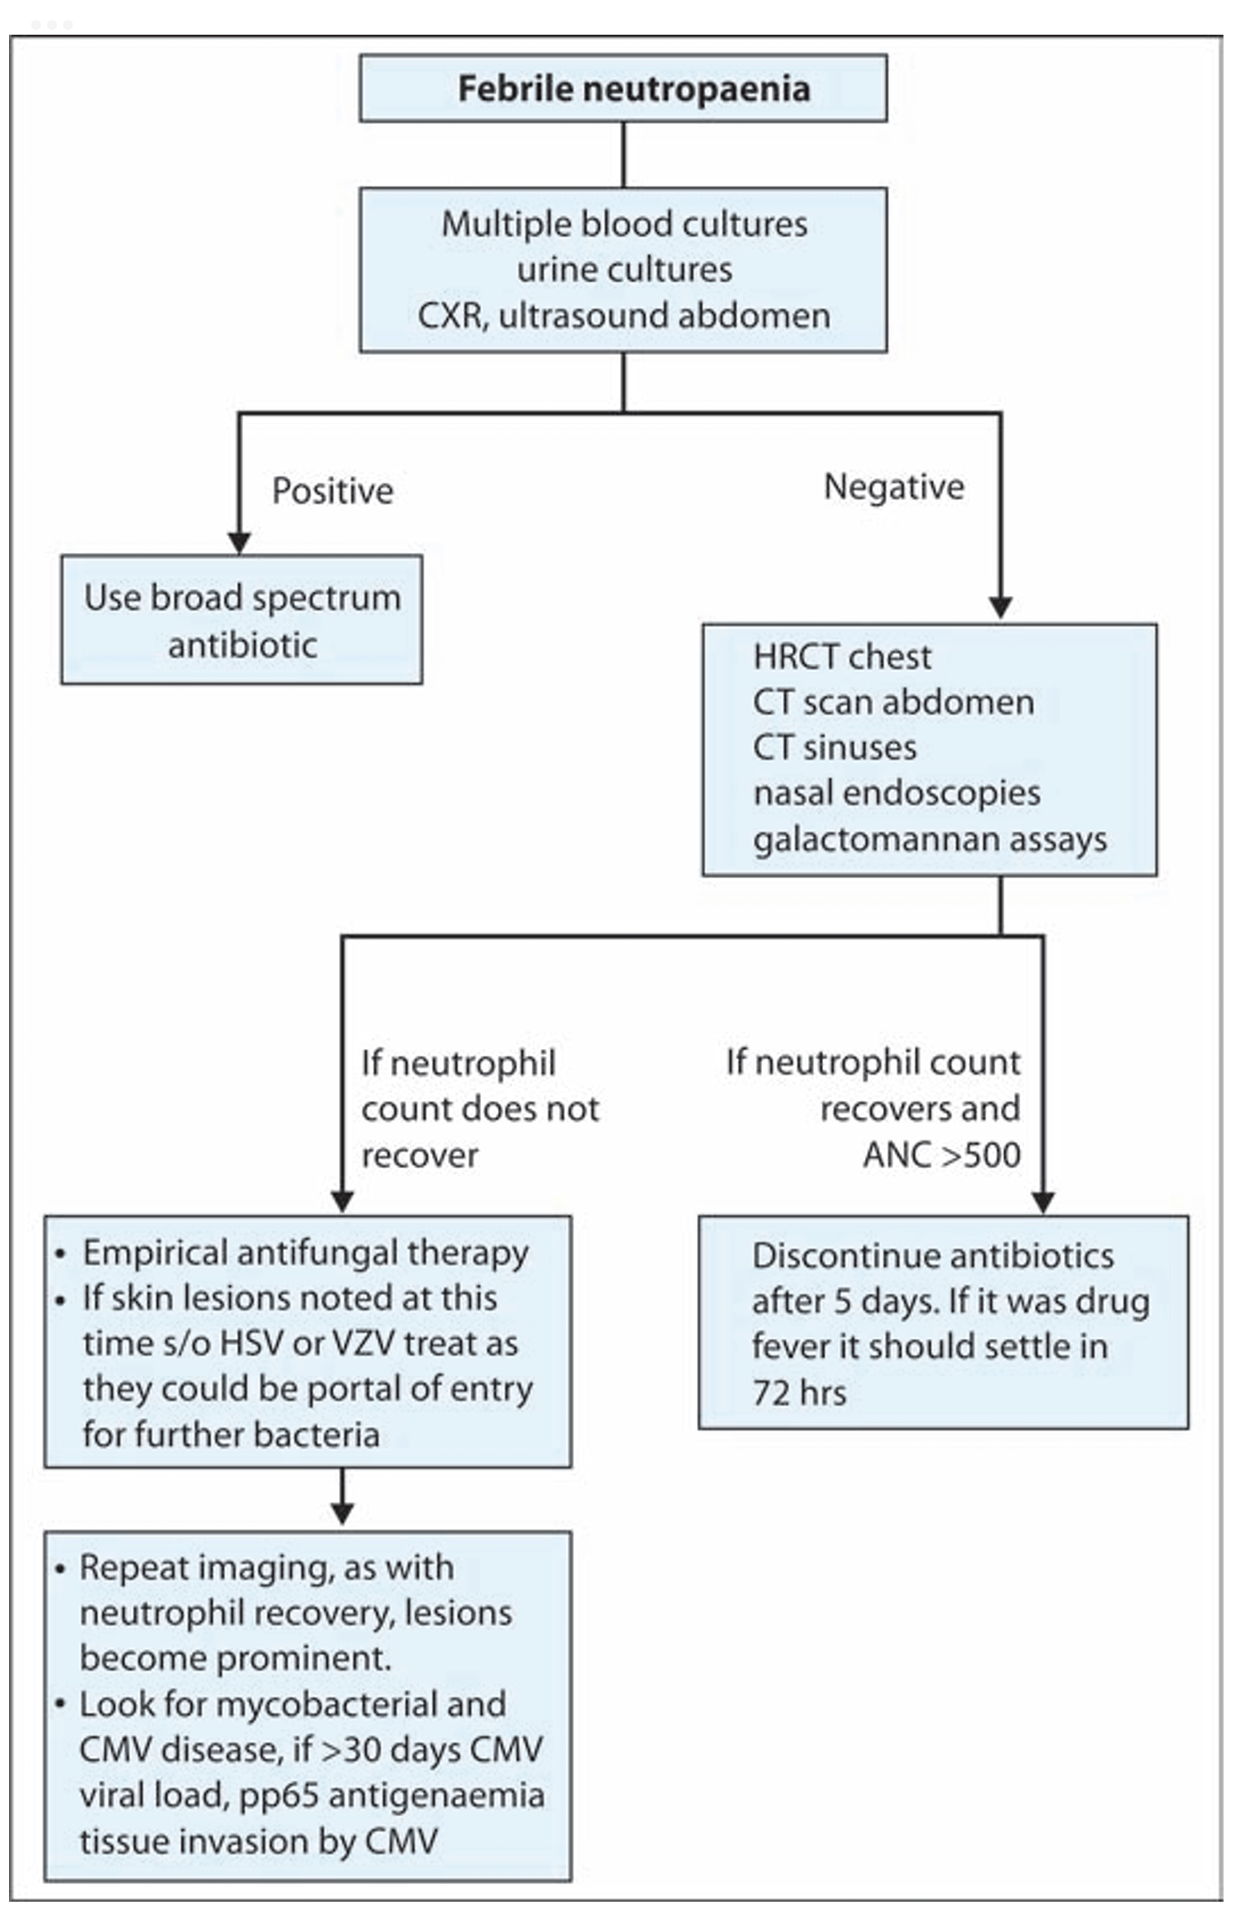 Febrile neutropaenia
Multiple blood cultures
urine cultures
CXR, ultrasound abdomen
Positive
Negative
Use broad spectrum
antibiotic
HRCT chest
CT scan abdomen
CT sinuses
nasal endoscopies
galactomannan assays
If neutrophil
count does not
recover
If neutrophil count
recovers and
ANC >500
• Empirical antifungal therapy
• If skin lesions noted at this
time s/o HSV or VZV treat as
they could be portal of entry
for further bacteria
Discontinue antibiotics
after 5 days. If it was drug
fever it should settle in
72 hrs
• Repeat imaging, as with
neutrophil recovery, lesions
become prominent.
• Look for mycobacterial and
CMV disease, if >30 days CMV
viral load, pp65 antigenaemia
tissue invasion by CMV